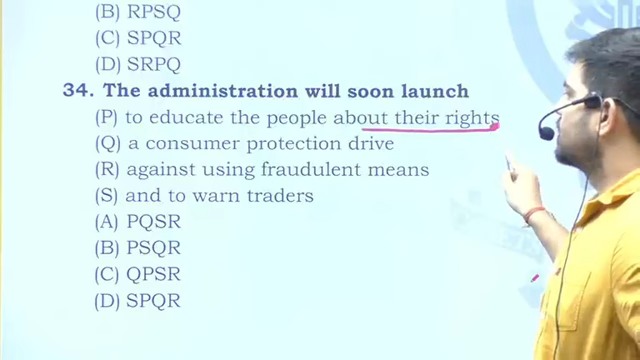 (B) RPSQ
(C) SPQR
(D) SRPQ
34. The administration will soon launch
(P) to educate the people about their rights
(Q) a consumer protection drive
(R) against using fraudulent means
(S) and to warn traders
(A) PQSR
(B) PSQR
(C) QPSR
(D) SPQR